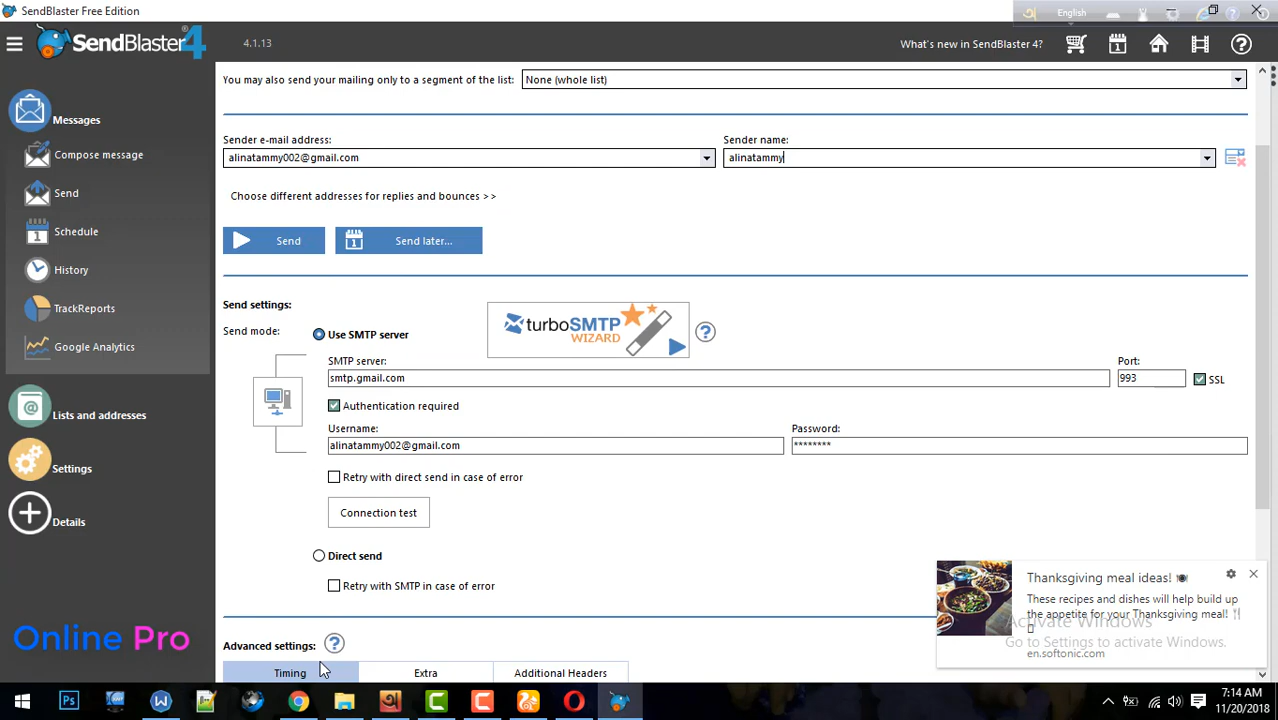 SendBlaster Free Edition
English
SendBlaster 4
4.1.13
What's new in SendBlaster 4?
1
You may also send your mailing only to a segment of the list:
None (whole list)
Messages
Sender e-mail address:
Sender name:
Compose message
alinatammy002@gmail.com
alinatammy
Send
Choose different addresses for replies and bounces >>
1
Schedule
Send
1
Send later...
History
TrackReports
Send settings:
Send mode:
Use SMTP server
turboSMTP
WIZARD
Google Analytics
SMTP server:
Port:
smtp.gmail.com
993
SSL
Lists and addresses
Authentication required
Username:
Password:
alinatammy002@gmail.com
********
Settings
Retry with direct send in case of error
Connection test
Details
Direct send
Retry with SMTP in case of error
Thanksgiving meal ideas!
These recipes and dishes will help build up
the appetite for your Thanksgiving meal!
Activate Windows
Go to Settings to activate Windows.
en.softonic.com
Online Pro
Advanced settings:
Timing
Extra
Additional Headers
Ps
W
7:14 AM
11/20/2018